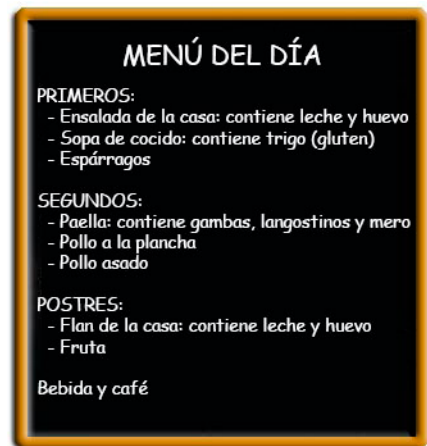 MENÚ DEL DÍA
PRIMEROS:
- Ensalada de la casa: contiene leche y huevo
- Sopa de cocido: contiene trigo (gluten)
- Espárragos
SEGUNDOS:
- Paella: contiene gambas, langostinos y mero
- Pollo a la plancha
- Pollo asado
POSTRES:
- Flan de la casa: contiene leche y huevo
- Fruta
Bebida y café